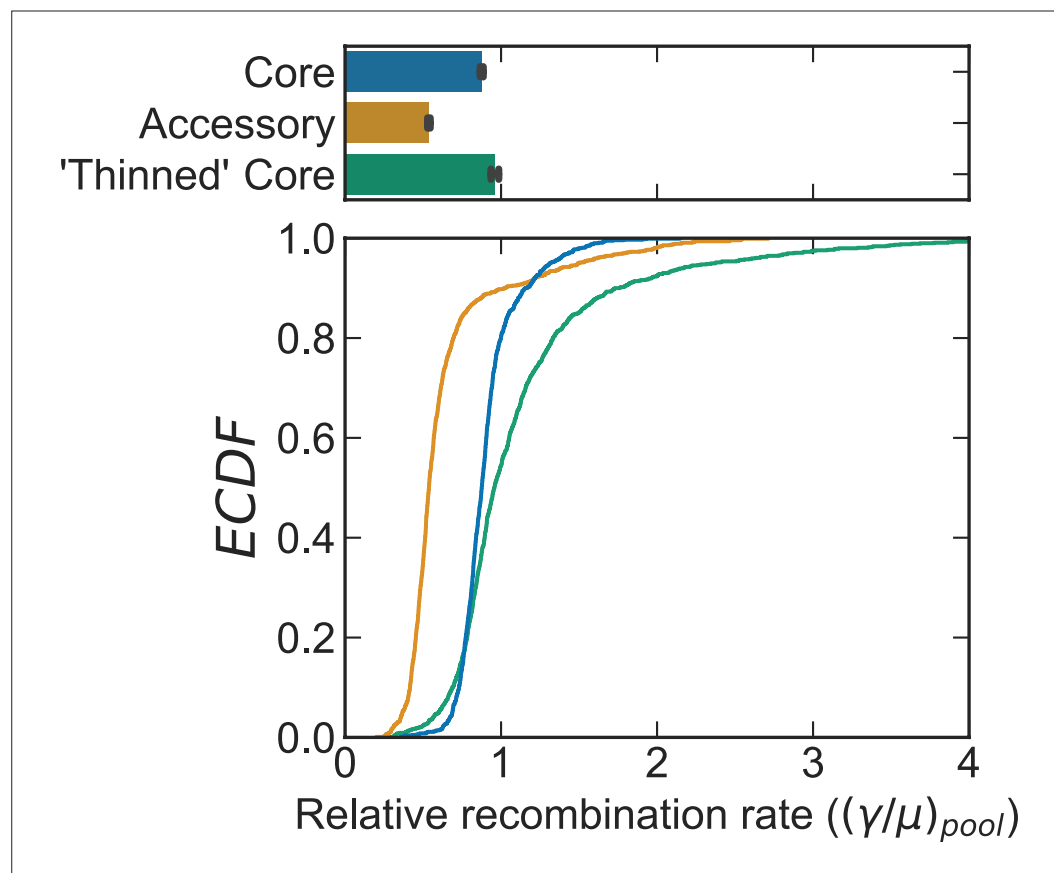 Core
Accessory
'Thinned' Core
1.0
0.8
0.6
0.4
0.2
0.0
ECDF
0 1 2 3 4
Relative recombination rate ((γ/μ)pool)